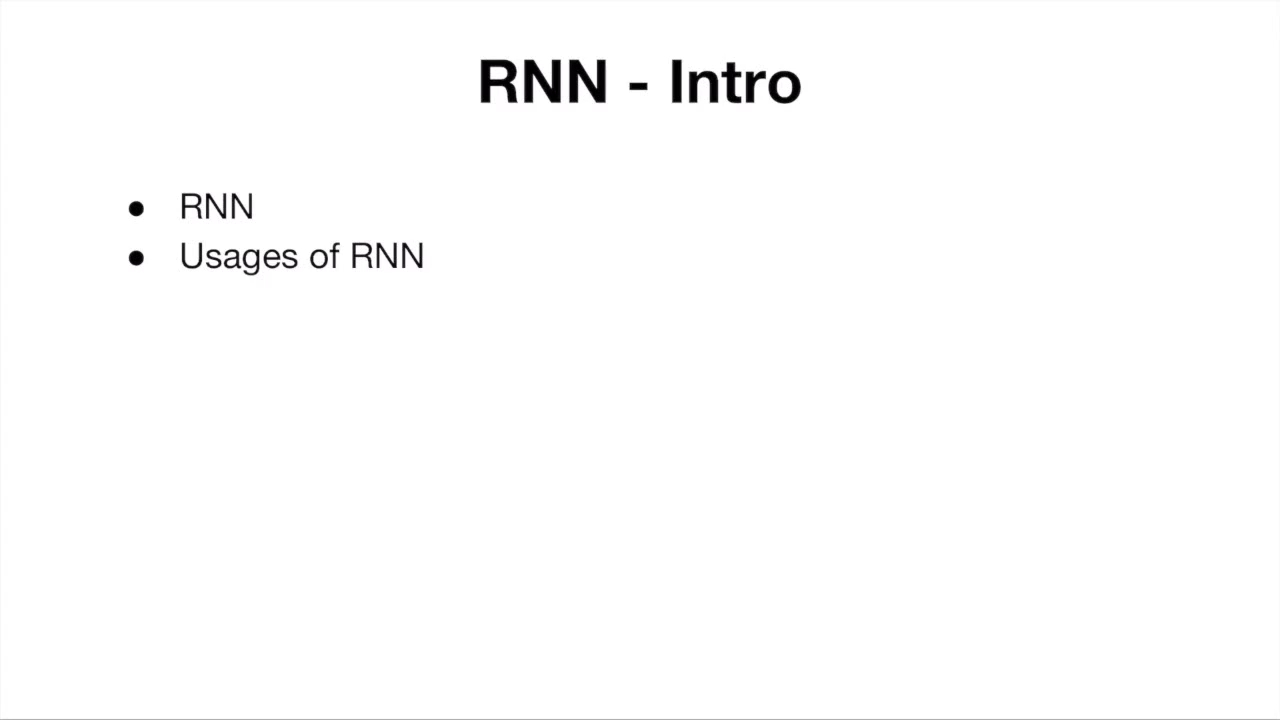 RNN - Intro
● RNN
● Usages of RNN